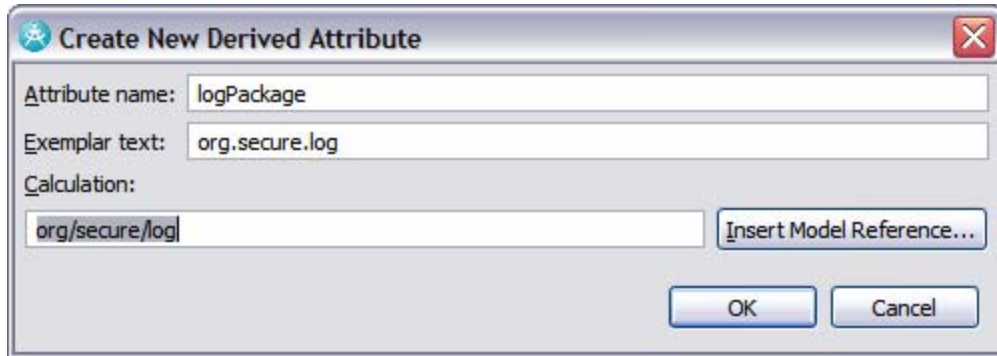 Create New Derived Attribute
Attribute name: logPackage
Exemplar text: org.secure.log
Calculation:
org/secure/log Insert Model Reference...
OK Cancel